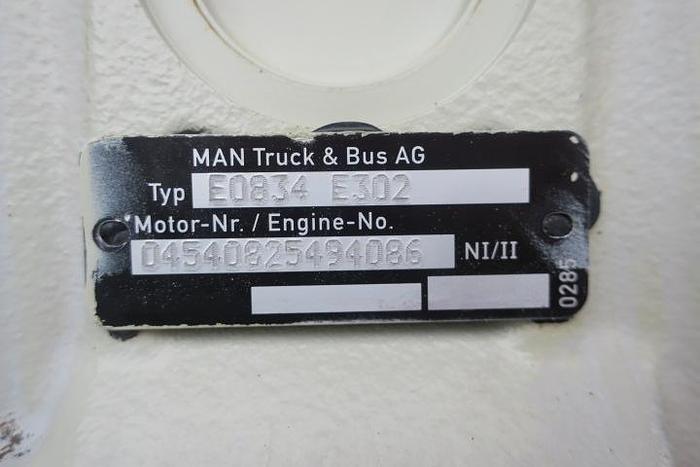 MAN Truck & Bus AG
Typ E0834 E302
Motor-Nr. / Engine-No.
04540825494086 NI/II
0285